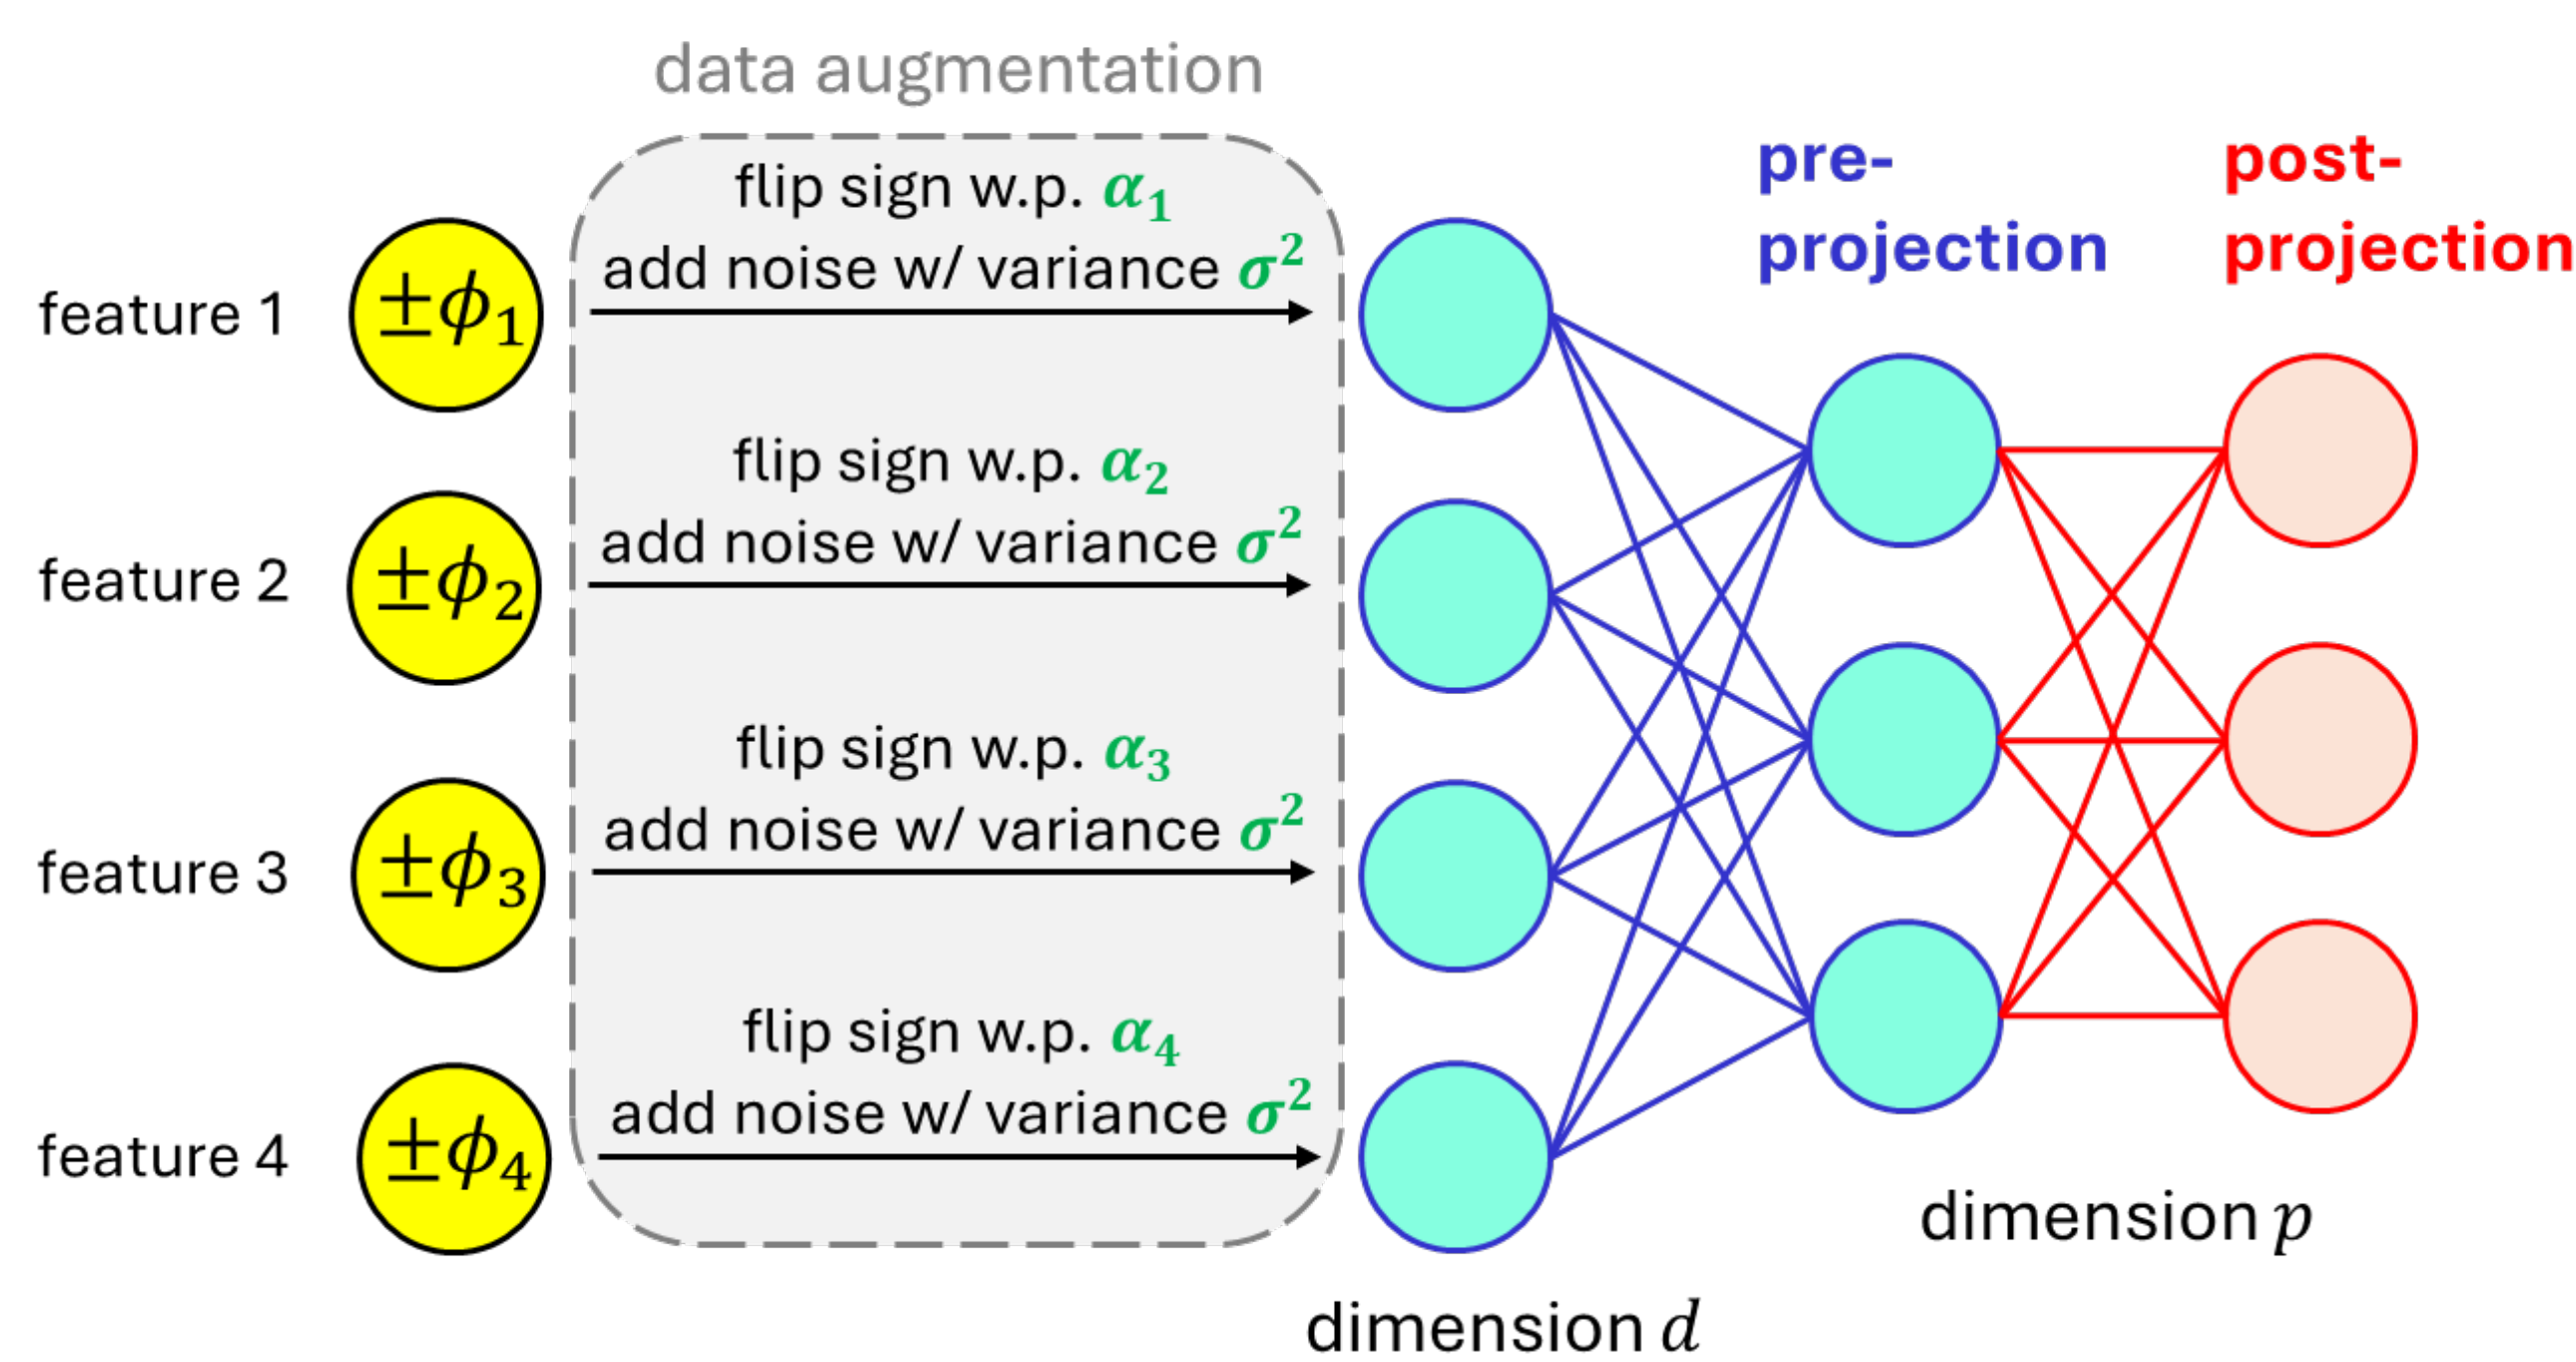 data augmentation
pre-
projection
post-
projection
feature 1
±ϕ₁
flip sign w.p. α₁
add noise w/ variance σ²
feature 2
±ϕ₂
flip sign w.p. α₂
add noise w/ variance σ²
feature 3
±ϕ₃
flip sign w.p. α₃
add noise w/ variance σ²
feature 4
±ϕ₄
flip sign w.p. α₄
add noise w/ variance σ²
dimension d
dimension p